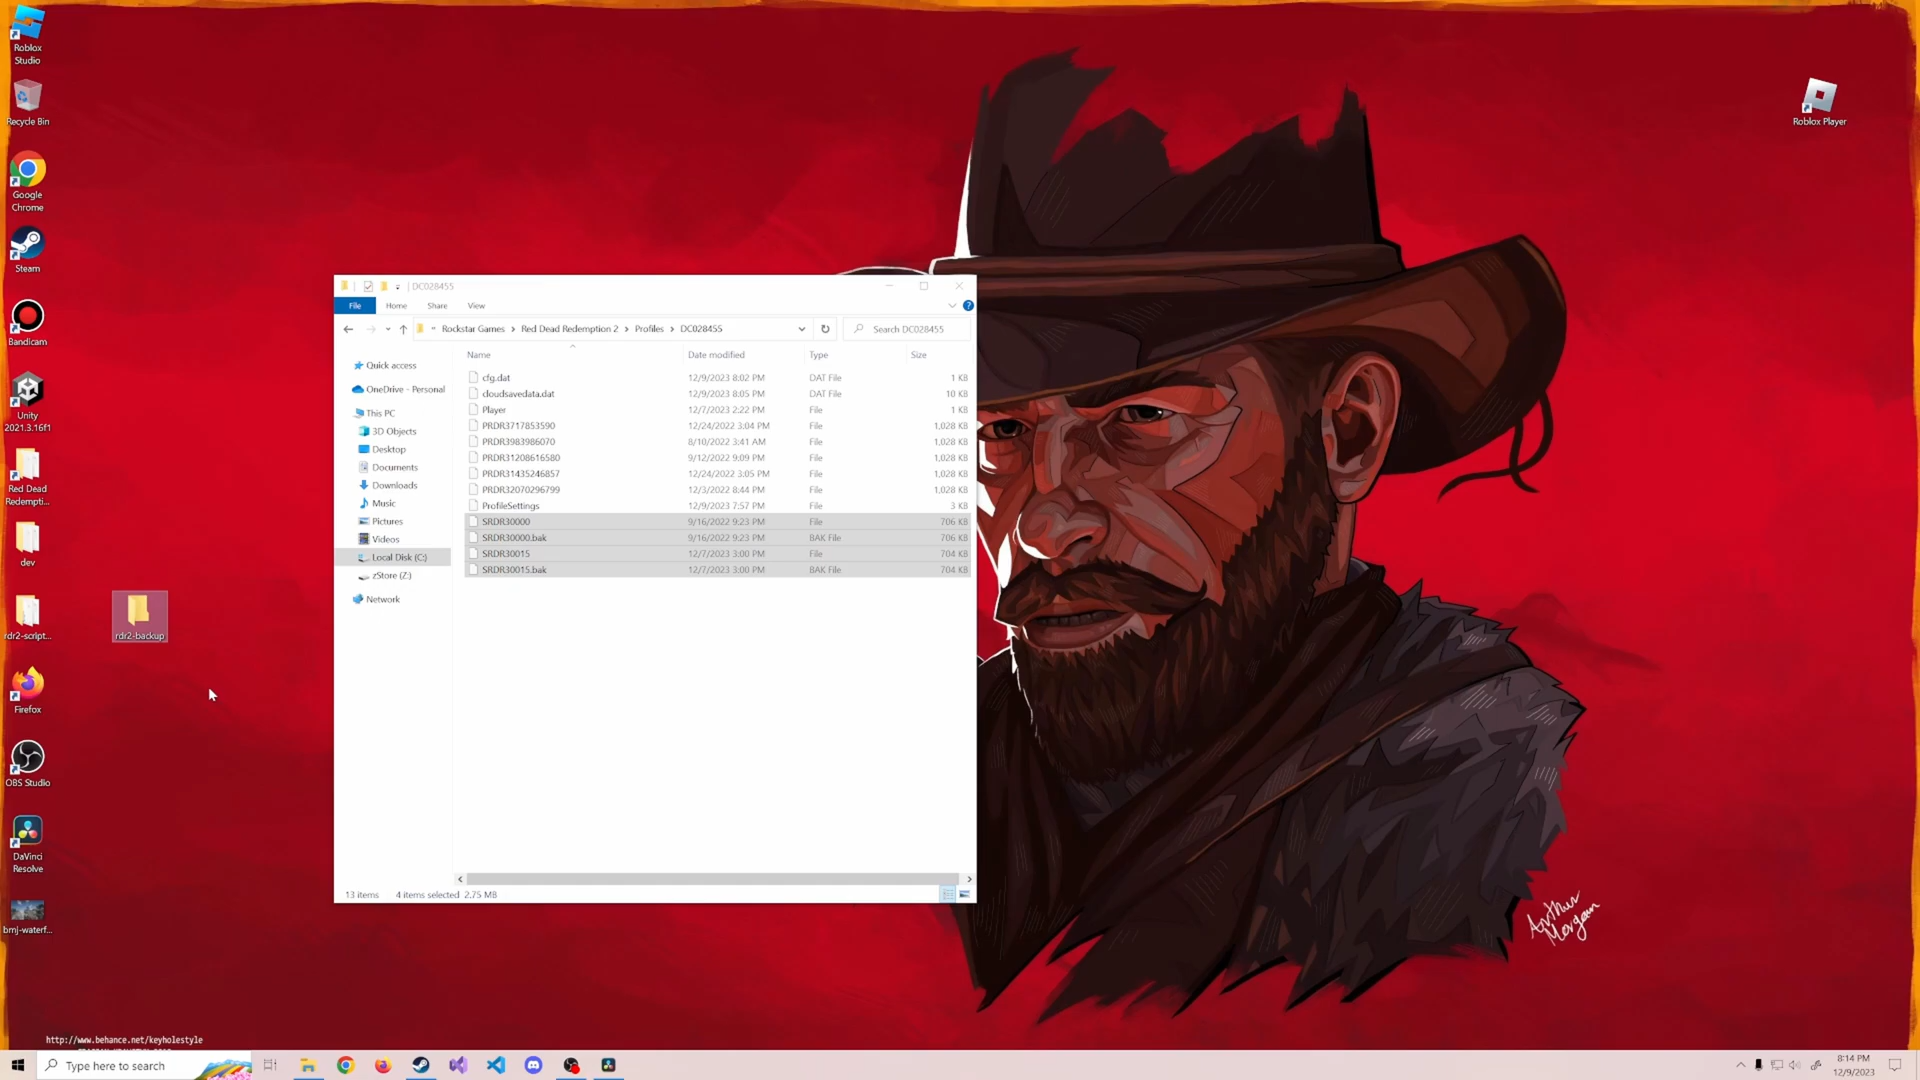 Roblox
Studio
Recycle Bin
Google
Chrome
Steam
Bandicam
Unity
2021.3.16f1
Red Dead
Redempti...
dev
rdr2-script...
Firefox
OBS Studio
DaVinci
Resolve
bmj-waterf...
rdr2-backup
Roblox Player
DC028455
File
Home
Share
View
Rockstar Games
Red Dead Redemption 2
Profiles
DC028455
Search DC028455
Quick access
OneDrive - Personal
This PC
3D Objects
Desktop
Documents
Downloads
Music
Pictures
Videos
Local Disk (C:)
zStore (Z:)
Network
Name Date modified Type Size
cfg.dat 12/9/2023 8:02 PM DAT File 1 KB
cloudsavedata.dat 12/9/2023 8:05 PM DAT File 10 KB
Player 12/7/2023 2:22 PM File 1 KB
PRDR3717853590 12/24/2022 3:04 PM File 1,028 KB
PRDR3983986070 8/10/2022 3:41 AM File 1,028 KB
PRDR31208616580 9/12/2022 9:09 PM File 1,028 KB
PRDR31435246857 12/24/2022 3:05 PM File 1,028 KB
PRDR32070296799 12/3/2022 8:44 PM File 1,028 KB
ProfileSettings 12/9/2023 7:57 PM File 3 KB
SRDR30000 9/16/2022 9:23 PM File 706 KB
SRDR30000.bak 9/16/2022 9:23 PM BAK File 706 KB
SRDR30015 12/7/2023 3:00 PM File 704 KB
SRDR30015.bak 12/7/2023 3:00 PM BAK File 704 KB
13 items 4 items selected 2.75 MB
Arthur
Morgan
http://www.behance.net/keyholestyle
Type here to search
8:14 PM
12/9/2023